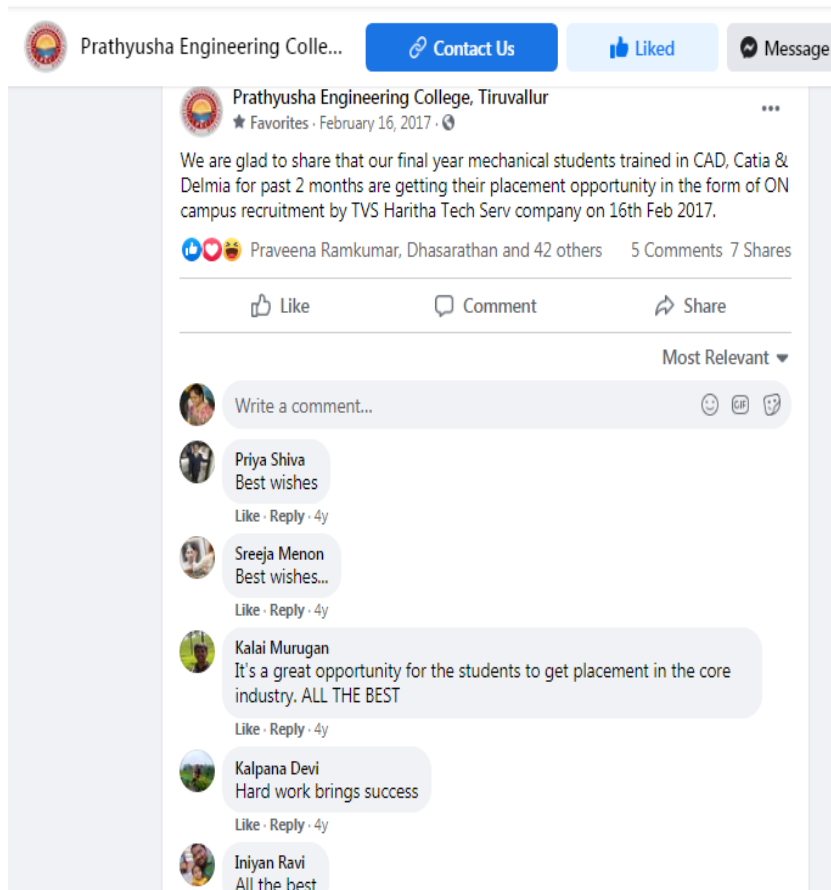 Prathyusha Engineering Colle...
Contact Us
Liked
Message
Prathyusha Engineering College, Tiruvallur
Favorites · February 16, 2017 ·
We are glad to share that our final year mechanical students trained in CAD, Catia &
Delmia for past 2 months are getting their placement opportunity in the form of ON
campus recruitment by TVS Haritha Tech Serv company on 16th Feb 2017.
Praveena Ramkumar, Dhasarathan and 42 others 5 Comments 7 Shares
Like Comment Share
Most Relevant
Write a comment...
GIF
Priya Shiva
Best wishes
Like · Reply · 4y
Sreeja Menon
Best wishes...
Like · Reply · 4y
Kalai Murugan
It's a great opportunity for the students to get placement in the core
industry. ALL THE BEST
Like · Reply · 4y
Kalpana Devi
Hard work brings success
Like · Reply · 4y
Iniyan Ravi
All the best